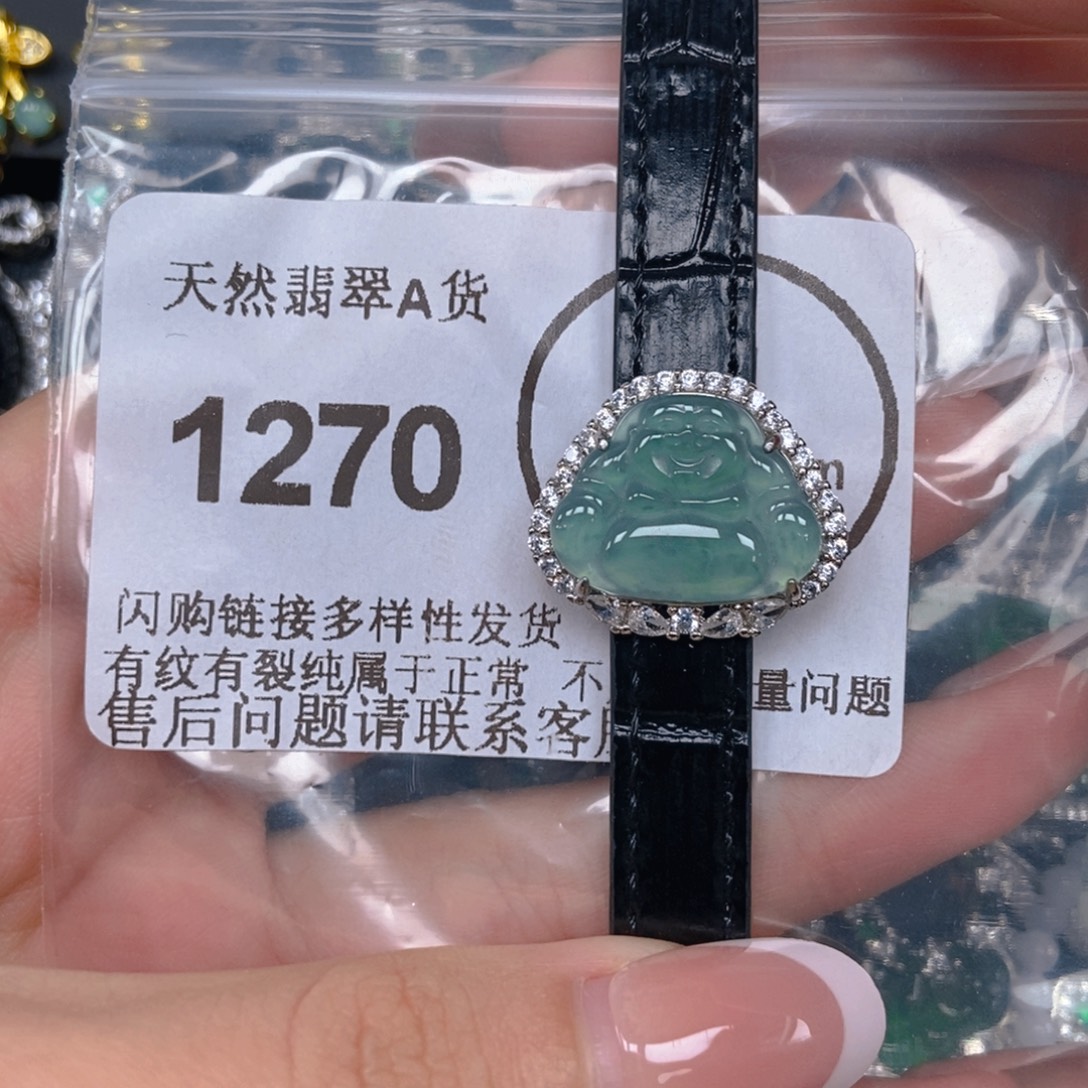 天然翡翠A货
1270
n
闪购链接多样性发货
有纹有裂纯属于正常 不 量问题
售后问题请联系客